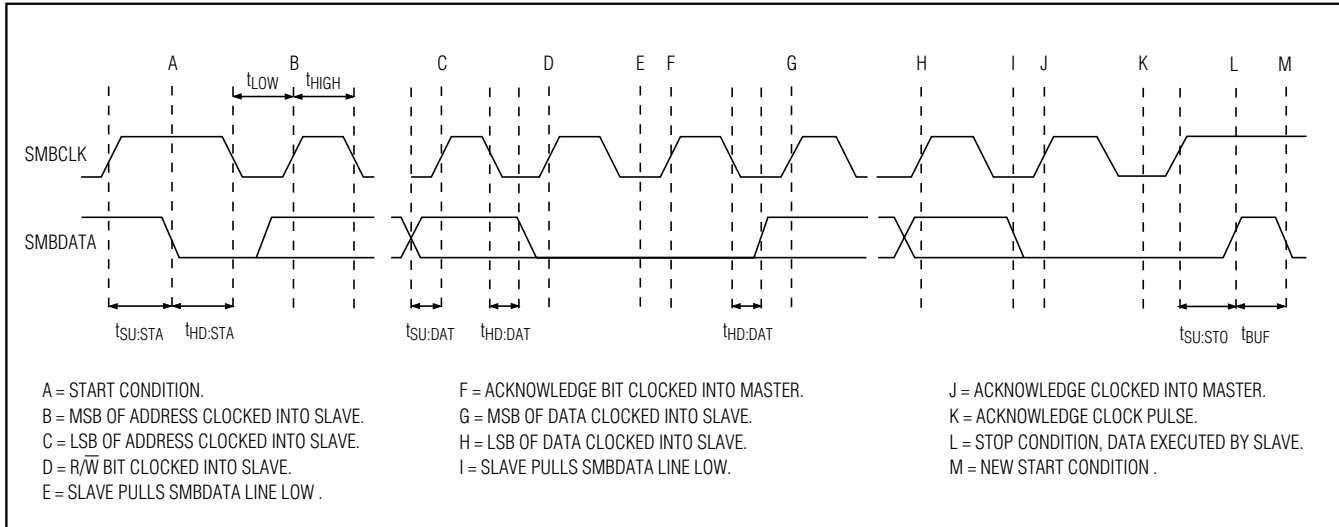 A B C D E F G H I J K L M
tLOW tHIGH
SMBCLK
SMBDATA
tSU:STA tHD:STA tSU:DAT tHD:DAT tHD:DAT tSU:STO tBUF
A = START CONDITION.
B = MSB OF ADDRESS CLOCKED INTO SLAVE.
C = LSB OF ADDRESS CLOCKED INTO SLAVE.
D = R/W̅ BIT CLOCKED INTO SLAVE.
E = SLAVE PULLS SMBDATA LINE LOW .
F = ACKNOWLEDGE BIT CLOCKED INTO MASTER.
G = MSB OF DATA CLOCKED INTO SLAVE.
H = LSB OF DATA CLOCKED INTO SLAVE.
I = SLAVE PULLS SMBDATA LINE LOW.
J = ACKNOWLEDGE CLOCKED INTO MASTER.
K = ACKNOWLEDGE CLOCK PULSE.
L = STOP CONDITION, DATA EXECUTED BY SLAVE.
M = NEW START CONDITION .